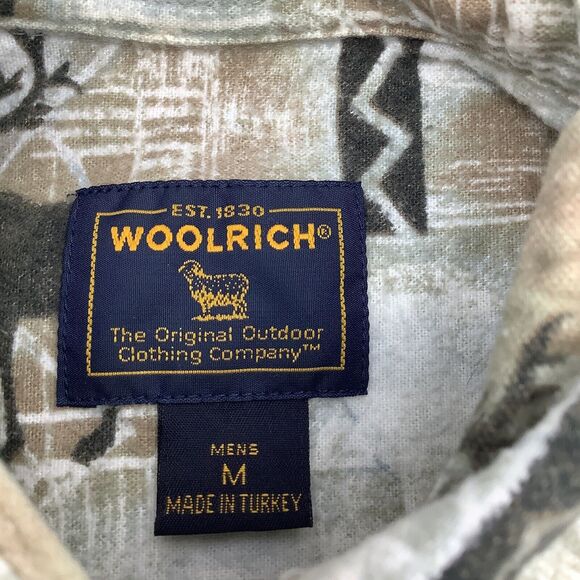 EST. 1830
WOOLRICH®
The Original Outdoor
Clothing Company™
MENS
M
MADE IN TURKEY